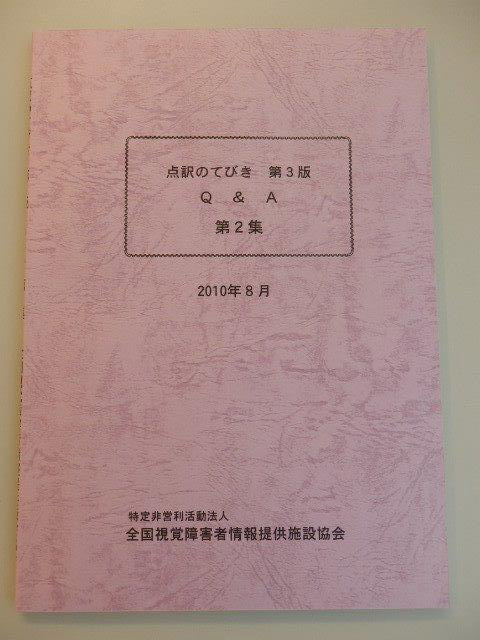 点訳のてびき　第３版
Ｑ　＆　Ａ
第２集
2010年８月
特定非営利活動法人
全国視覚障害者情報提供施設協会